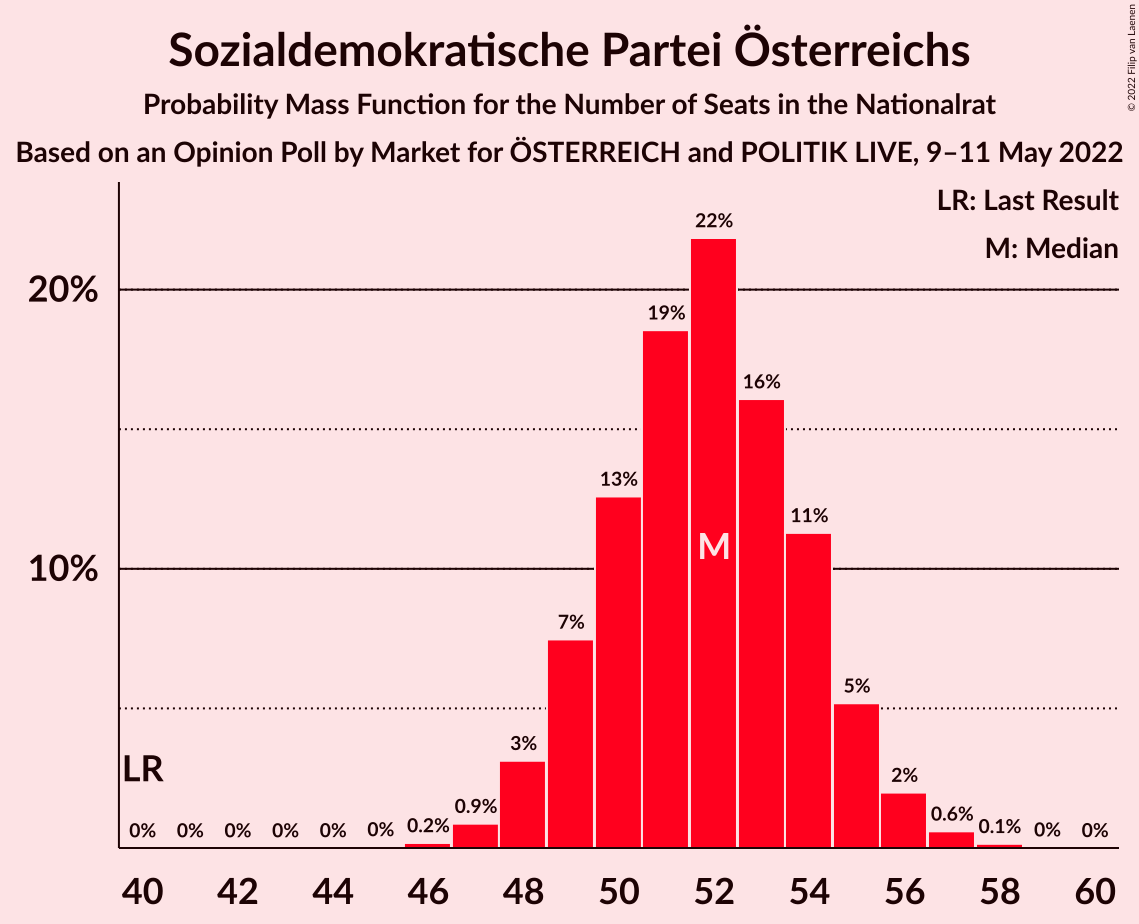 Sozialdemokratische Partei Österreichs
Probability Mass Function for the Number of Seats in the Nationalrat
Based on an Opinion Poll by Market for ÖSTERREICH and POLITIK LIVE, 9–11 May 2022
© 2022 Filip van Laenen
LR: Last Result
M: Median
20%
10%
22%
19%
16%
13%
11%
7%
5%
3%
2%
0.9%
0.6%
0.2%
0.1%
M
LR
0% 0% 0% 0% 0% 0% 0% 0%
40 42 44 46 48 50 52 54 56 58 60